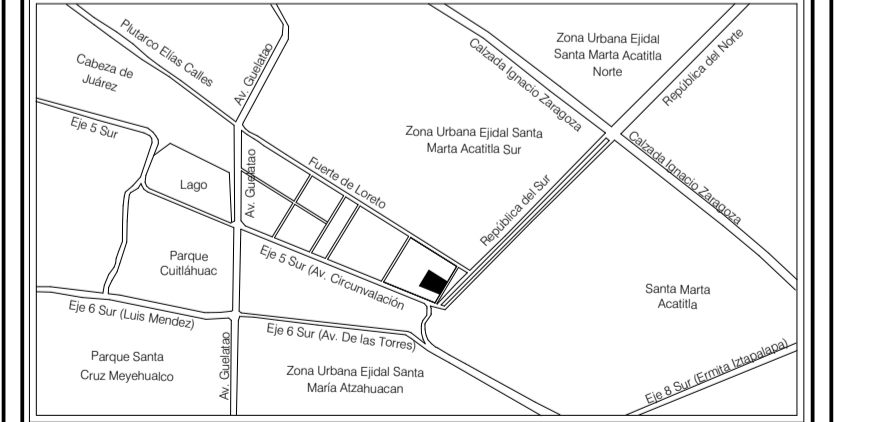 Plutarco Elías Calles
Cabeza de
Juárez
Av. Guelatao
Calzada Ignacio Zaragoza
Zona Urbana Ejidal
Santa Marta Acatitla
Norte
República del Norte
Eje 5 Sur
Zona Urbana Ejidal Santa
Marta Acatitla Sur
Calzada Ignacio Zaragoza
Lago
Av. Guelatao
Fuerte de Loreto
República del Sur
Parque
Cuitláhuac
Eje 5 Sur (Av. Circunvalación
Santa Marta
Acatitla
Eje 6 Sur (Luis Mendez)
Eje 6 Sur (Av. De las Torres)
Parque Santa
Cruz Meyehualco
Av. Guelatao
Zona Urbana Ejidal Santa
María Atzahuacan
Eje 8 Sur (Ermita Iztapalapa)